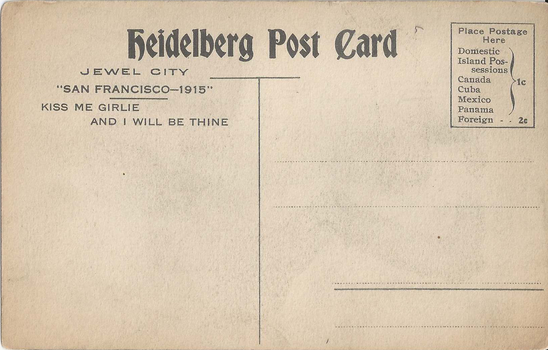 Heidelberg Post Card
JEWEL CITY
"SAN FRANCISCO—1915"
KISS ME GIRLIE
AND I WILL BE THINE
Place Postage
Here
Domestic
Island Pos-
sessions
Canada
Cuba
Mexico
Panama
1c
Foreign - - 2c